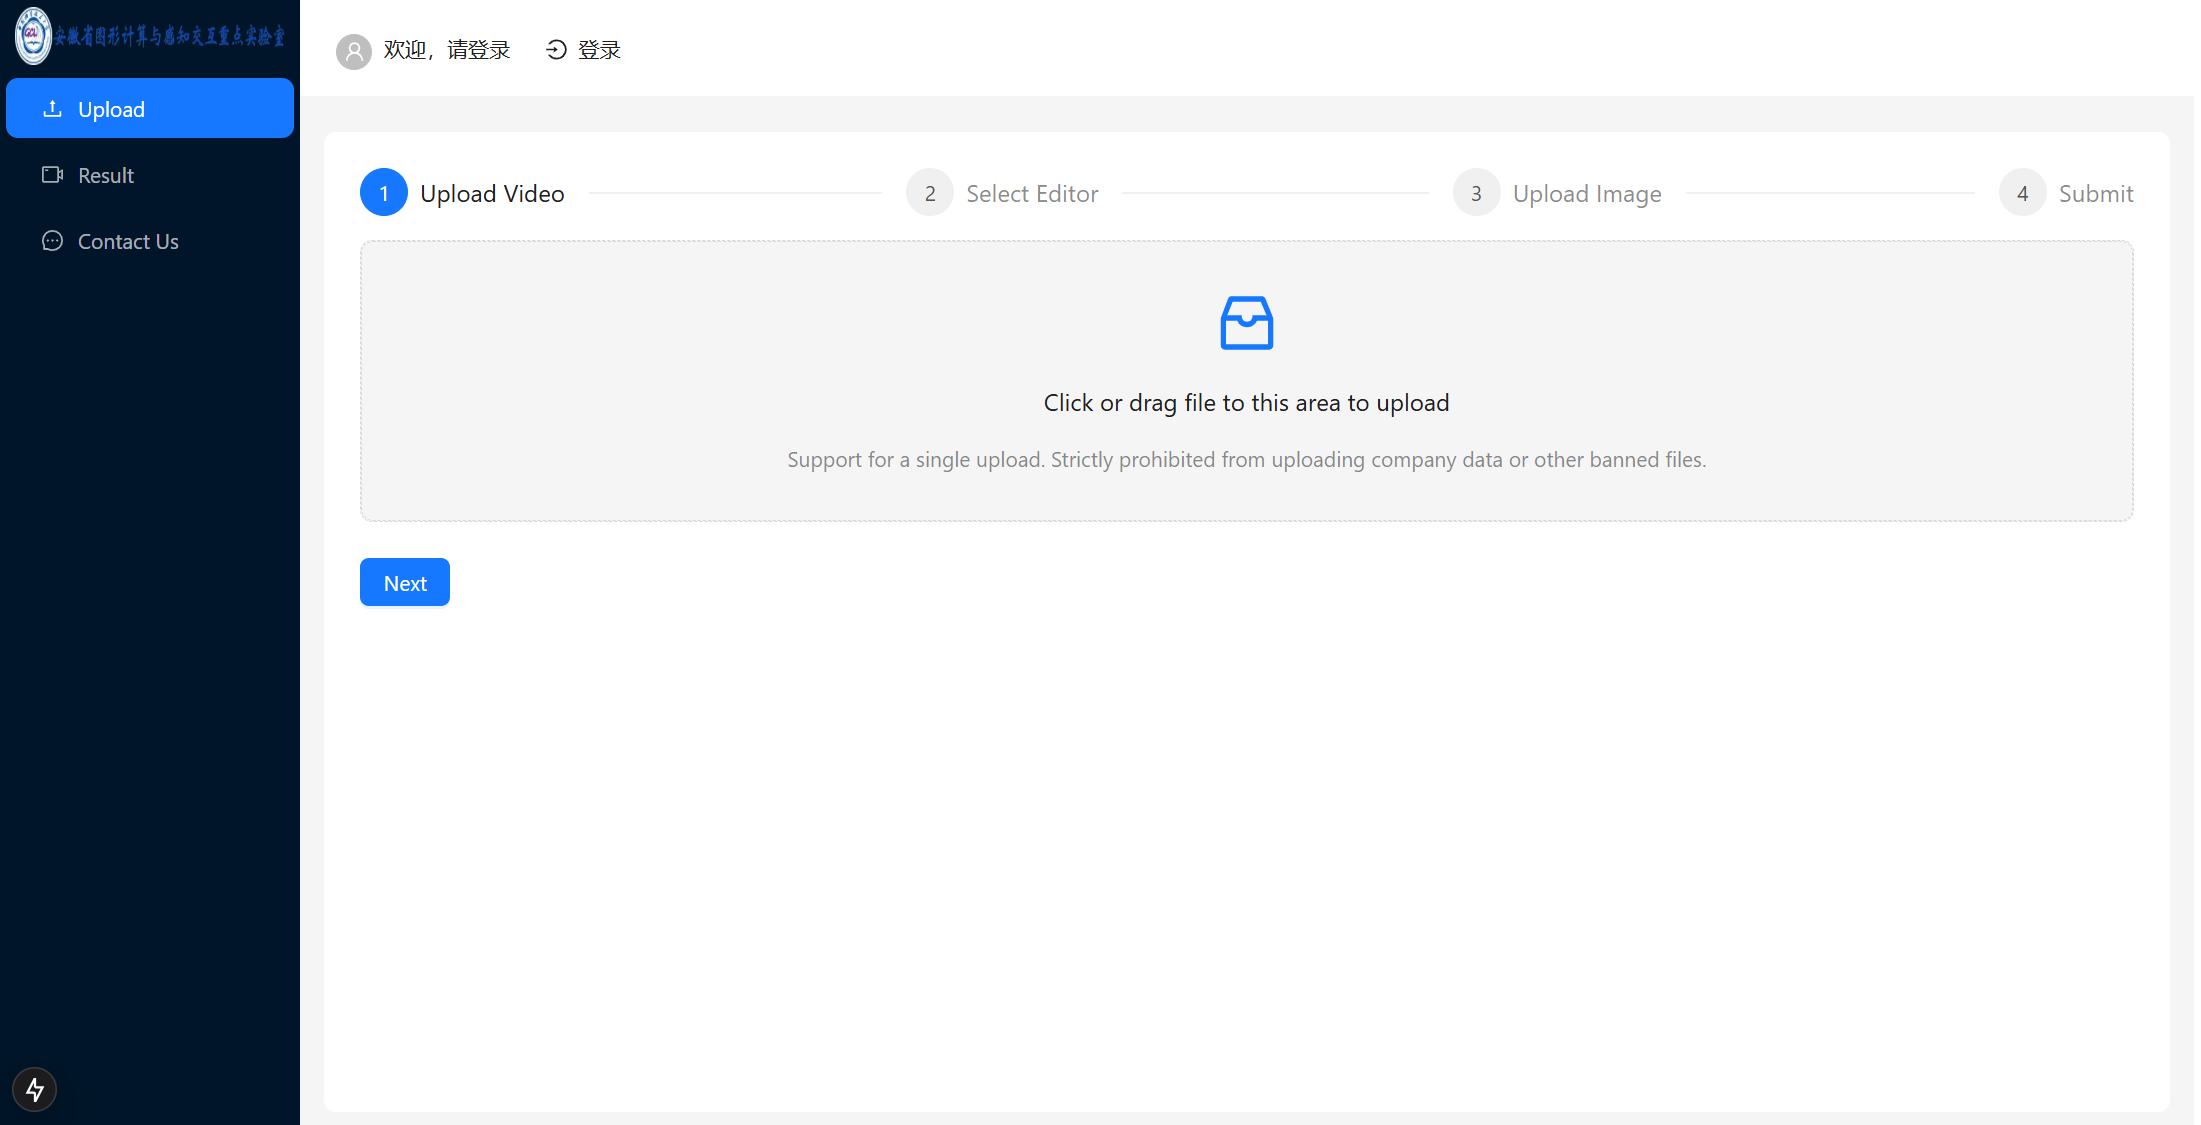 GCL
安徽省图形计算与感知交互重点实验室
Upload
Result
Contact Us
欢迎，请登录
登录
1 Upload Video
2 Select Editor
3 Upload Image
4 Submit
Click or drag file to this area to upload
Support for a single upload. Strictly prohibited from uploading company data or other banned files.
Next